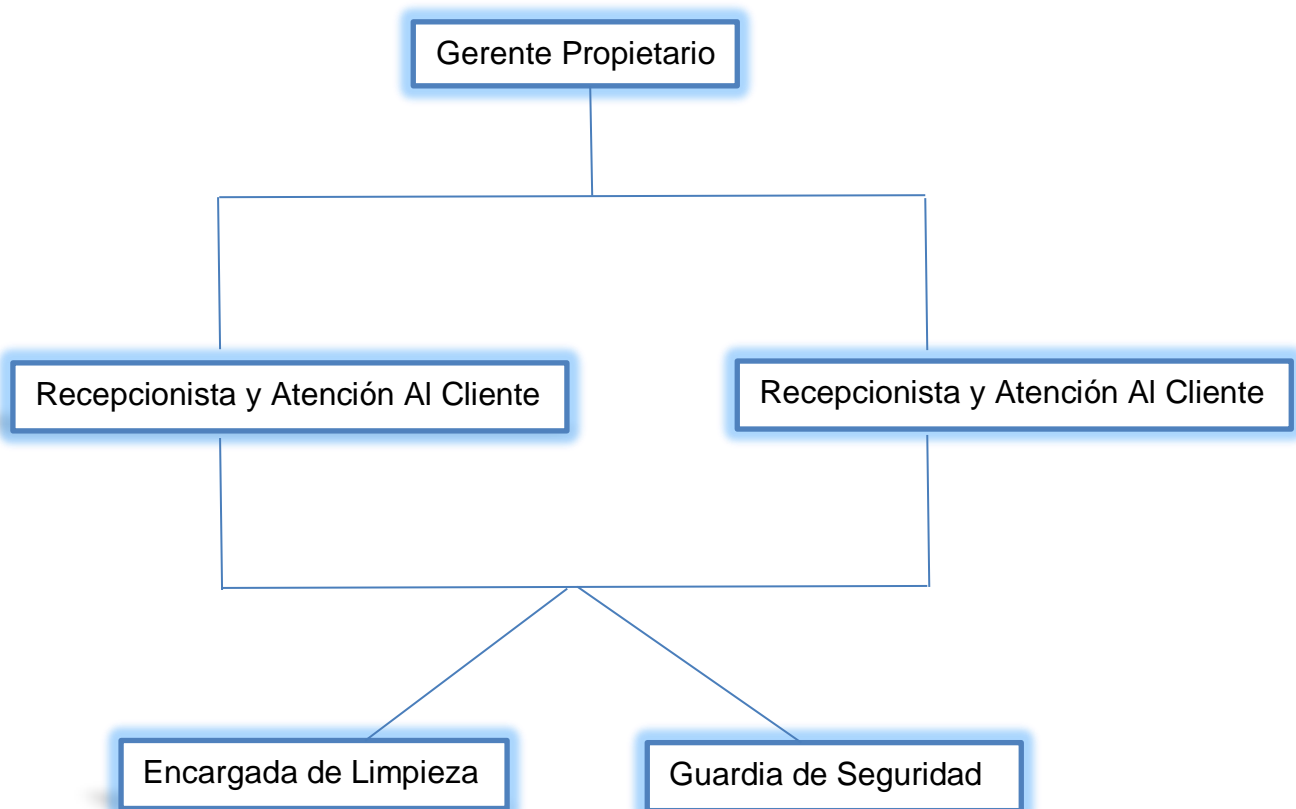 Gerente Propietario
Recepcionista y Atención Al Cliente
Recepcionista y Atención Al Cliente
Encargada de Limpieza
Guardia de Seguridad